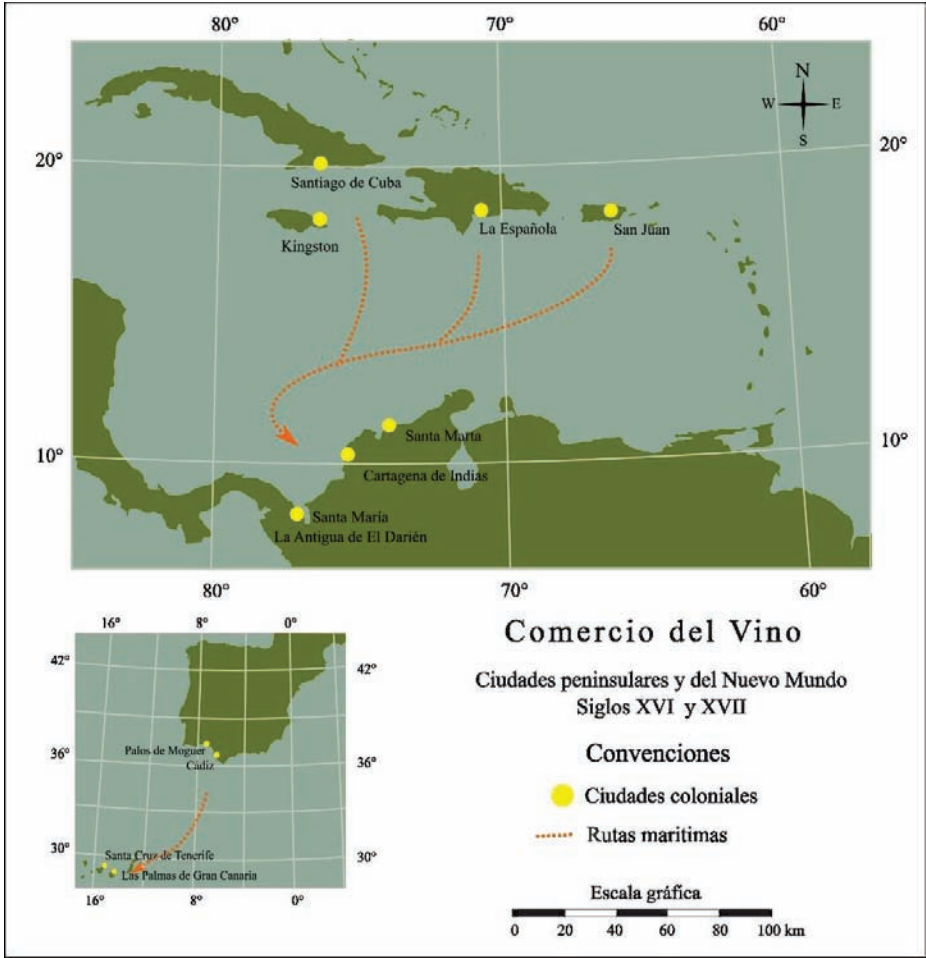 80°
70°
60°
N
W
E
S
20°
20°
Santiago de Cuba
La Española
San Jüan
Kingston
10°
10°
Santa Marta
Cartagena de Indias
Santa María
La Antigua de El Darién
80°
70°
60°
16°
8°
0°
42°
42°
Palos de Moguer
Cádiz
36°
36°
30°
30°
Santa Cruz de Tenerife
Las Palmas de Gran Canaria
16°
8°
0°
Comercio del Vino
Ciudades peninsulares y del Nuevo Mundo
Siglos XVI y XVII
Convenciones
Ciudades coloniales
Rutas maritimas
Escala gráfica
0 20 40 60 80 100 km